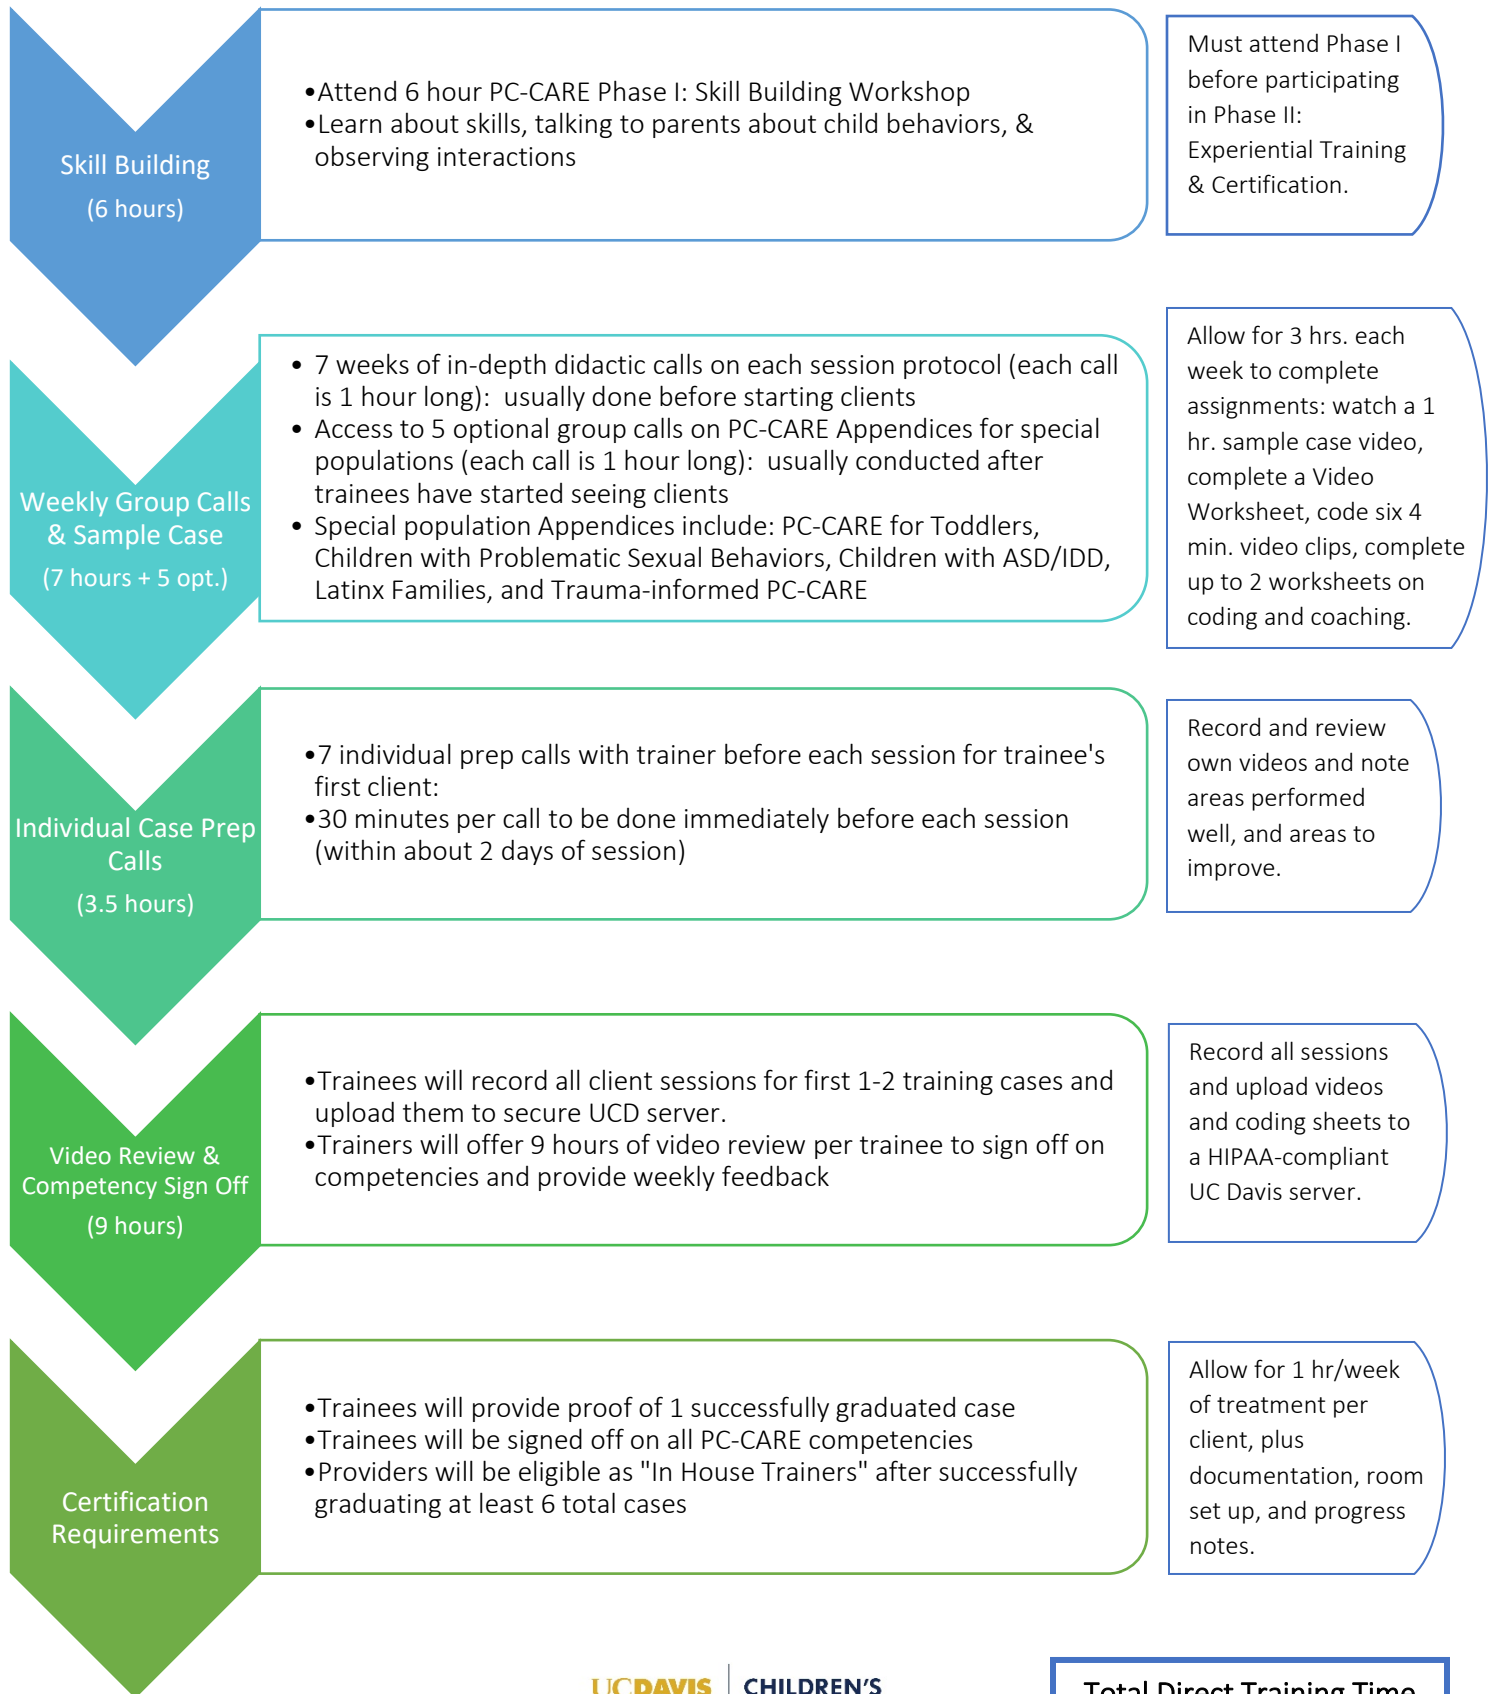 Skill Building
(6 hours)
•Attend 6 hour PC-CARE Phase I: Skill Building Workshop
•Learn about skills, talking to parents about child behaviors, &
observing interactions
Must attend Phase I
before participating
in Phase II:
Experiential Training
& Certification.
Weekly Group Calls
& Sample Case
(7 hours + 5 opt.)
• 7 weeks of in-depth didactic calls on each session protocol (each call
is 1 hour long): usually done before starting clients
• Access to 5 optional group calls on PC-CARE Appendices for special
populations (each call is 1 hour long): usually conducted after
trainees have started seeing clients
• Special population Appendices include: PC-CARE for Toddlers,
Children with Problematic Sexual Behaviors, Children with ASD/IDD,
Latinx Families, and Trauma-informed PC-CARE
Allow for 3 hrs. each
week to complete
assignments: watch a 1
hr. sample case video,
complete a Video
Worksheet, code six 4
min. video clips, complete
up to 2 worksheets on
coding and coaching.
Individual Case Prep
Calls
(3.5 hours)
•7 individual prep calls with trainer before each session for trainee's
first client:
•30 minutes per call to be done immediately before each session
(within about 2 days of session)
Record and review
own videos and note
areas performed
well, and areas to
improve.
Video Review &
Competency Sign Off
(9 hours)
•Trainees will record all client sessions for first 1-2 training cases and
upload them to secure UCD server.
•Trainers will offer 9 hours of video review per trainee to sign off on
competencies and provide weekly feedback
Record all sessions
and upload videos
and coding sheets to
a HIPAA-compliant
UC Davis server.
Certification
Requirements
•Trainees will provide proof of 1 successfully graduated case
•Trainees will be signed off on all PC-CARE competencies
•Providers will be eligible as "In House Trainers" after successfully
graduating at least 6 total cases
Allow for 1 hr/week
of treatment per
client, plus
documentation, room
set up, and progress
notes.
UCDAVIS CHILDREN'S
Total Direct Training Time